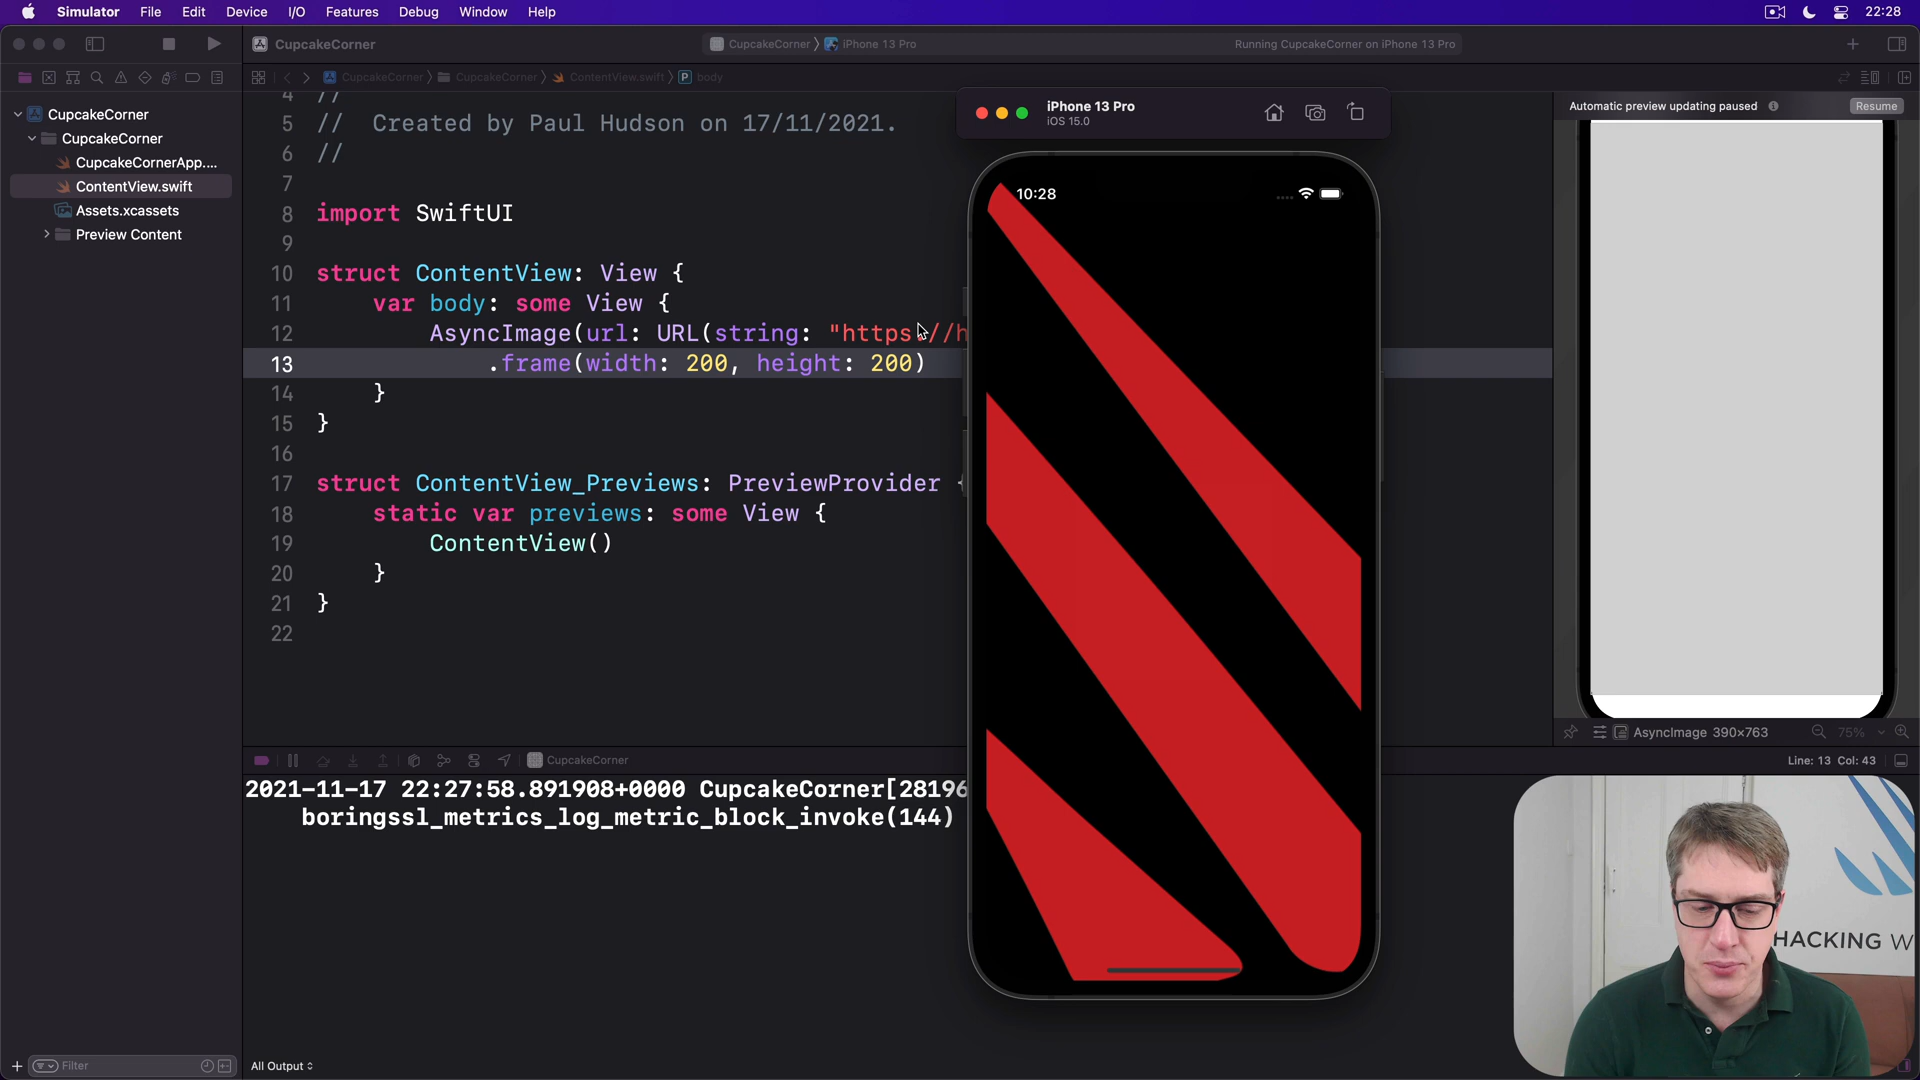 Simulator File Edit Device I/O Features Debug Window Help 22:28
CupcakeCorner CupcakeCorner iPhone 13 Pro Running CupcakeCorner on iPhone 13 Pro
CupcakeCorner CupcakeCorner ContentView.swift P body
CupcakeCorner
CupcakeCorner
CupcakeCornerApp....
ContentView.swift
Assets.xcassets
Preview Content
Filter
4 //
5 // Created by Paul Hudson on 17/11/2021.
6 //
7
8 import SwiftUI
9
10 struct ContentView: View {
11 var body: some View {
12 AsyncImage(url: URL(string: "https://h
13 .frame(width: 200, height: 200)
14 }
15 }
16
17 struct ContentView_Previews: PreviewProvider {
18 static var previews: some View {
19 ContentView()
20 }
21 }
22
iPhone 13 Pro
iOS 15.0
10:28
Automatic preview updating paused Resume
AsyncImage 390×763 75%
CupcakeCorner
Line: 13 Col: 43
2021-11-17 22:27:58.891908+0000 CupcakeCorner[28196
boringssl_metrics_log_metric_block_invoke(144)
All Output
HACKING W